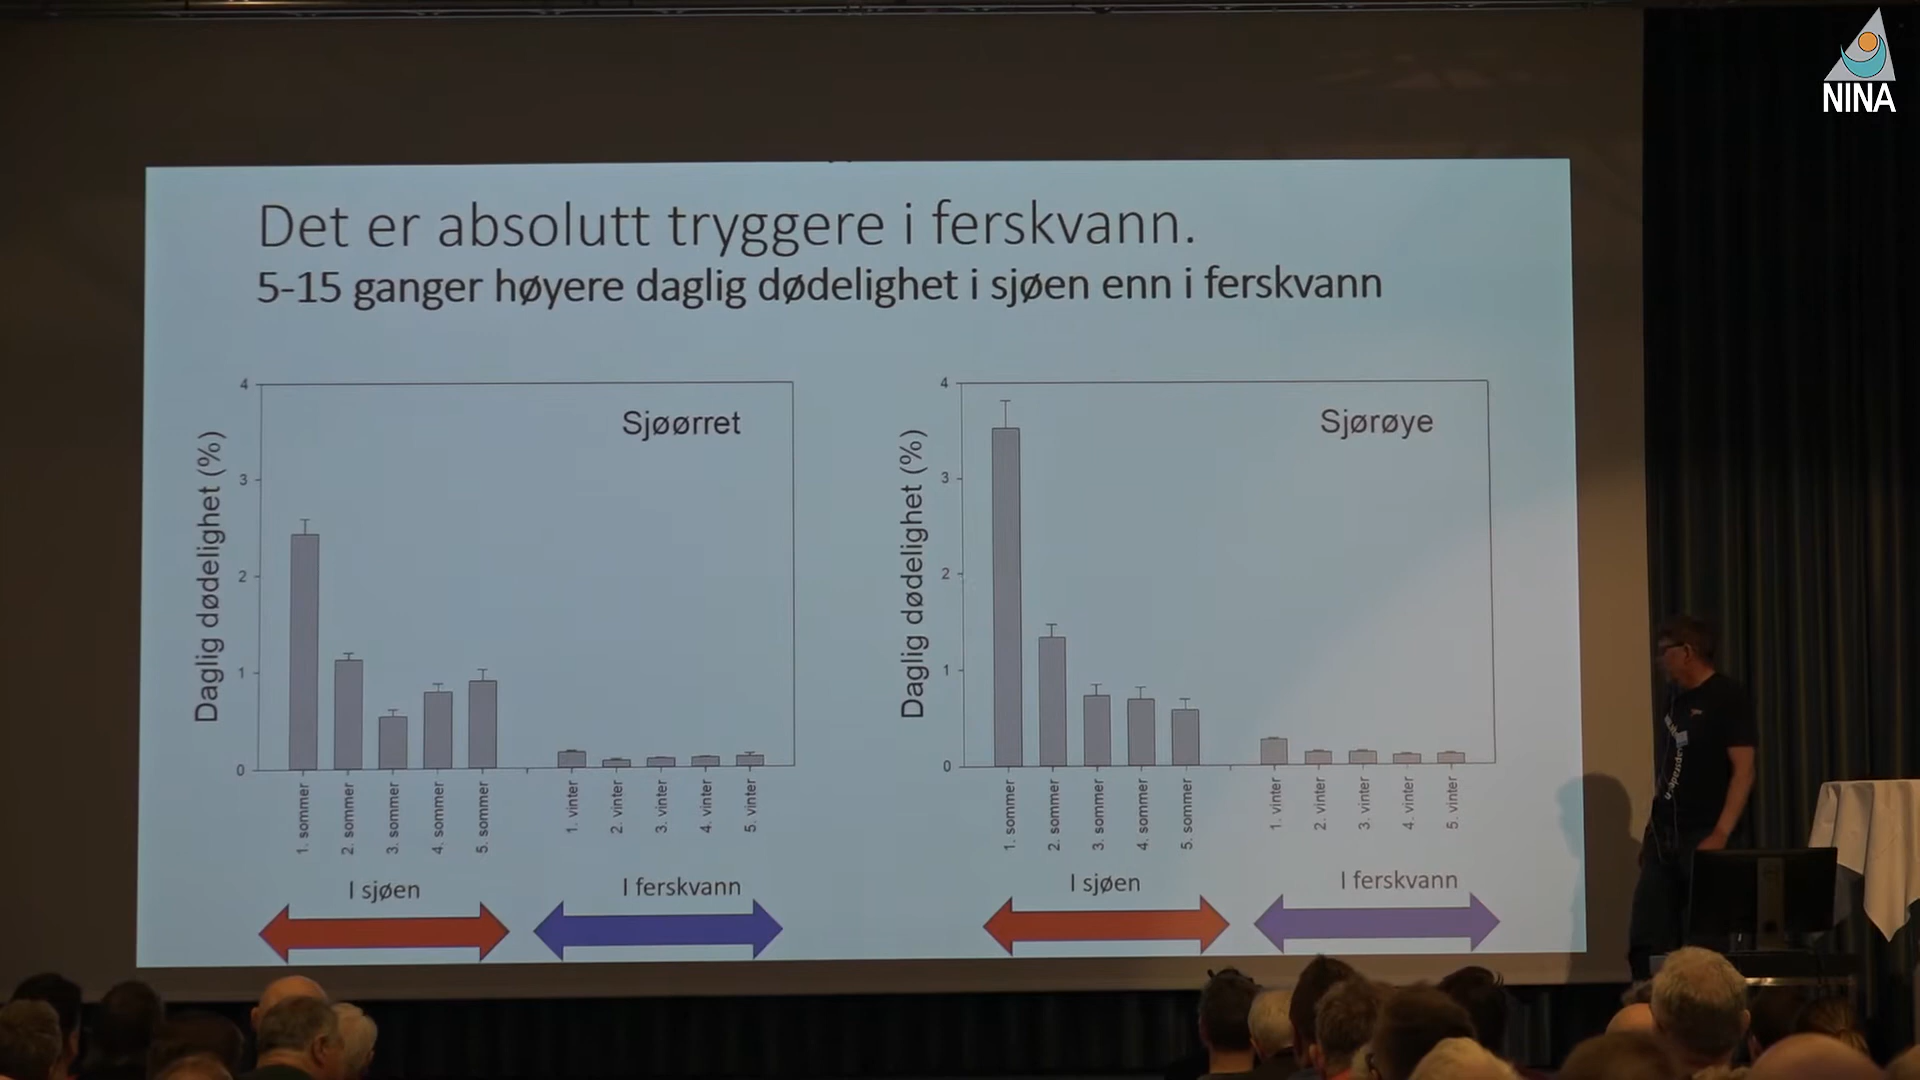 NINA
Det er absolutt tryggere i ferskvann.
5-15 ganger høyere daglig dødelighet i sjøen enn i ferskvann
Sjøørret
Daglig dødelighet (%)
4
3
2
1
0
1. sommer
2. sommer
3. sommer
4. sommer
5. sommer
1. vinter
2. vinter
3. vinter
4. vinter
5. vinter
I sjøen
I ferskvann
Sjørøye
Daglig dødelighet (%)
4
3
2
1
0
1. sommer
2. sommer
3. sommer
4. sommer
5. sommer
1. vinter
2. vinter
3. vinter
4. vinter
5. vinter
I sjøen
I ferskvann